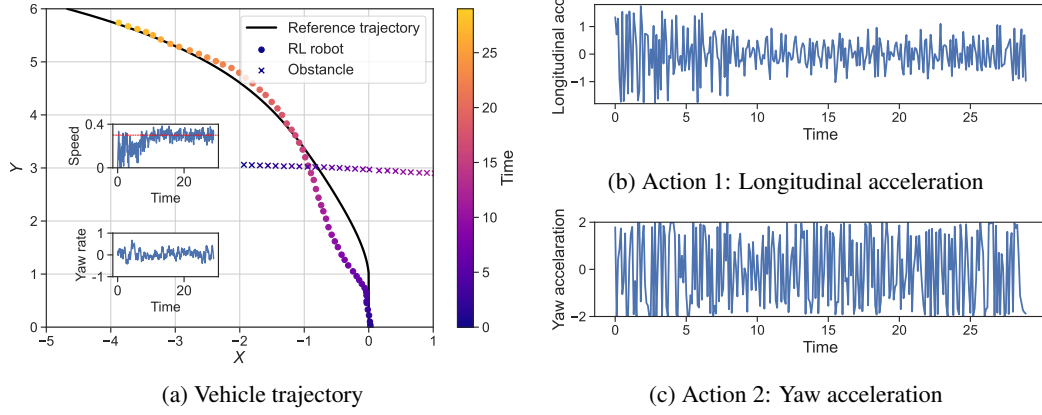 6
5
4
3
2
1
0
Y
−5 −4 −3 −2 −1 0 1
X
Reference trajectory
RL robot
Obstancle
0.4
0
Speed
0 20
Time
1
0
-1
Yaw rate
0 20
Time
25
20
15
10
5
0
Time
(a) Vehicle trajectory
Longitudinal acc
1
0
−1
0 5 10 15 20 25
Time
(b) Action 1: Longitudinal acceleration
Yaw accelaration
2
0
−2
0 5 10 15 20 25
Time
(c) Action 2: Yaw acceleration